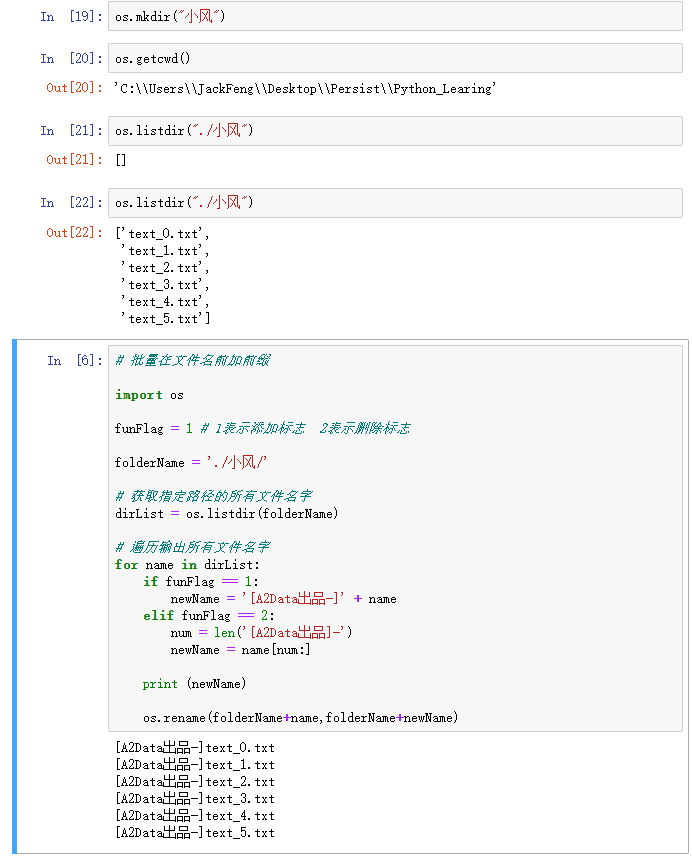 In [19]: os.mkdir("小风")
In [20]: os.getcwd()
Out[20]: 'C:\\Users\\JackFeng\\Desktop\\Persist\\Python_Learing'
In [21]: os.listdir("./小风")
Out[21]: []
In [22]: os.listdir("./小风")
Out[22]: ['text_0.txt',
'text_1.txt',
'text_2.txt',
'text_3.txt',
'text_4.txt',
'text_5.txt']
In [6]: # 批量在文件名前加前缀
import os
funFlag = 1 # 1表示添加标志  2表示删除标志
folderName = './小风/'
# 获取指定路径的所有文件名字
dirList = os.listdir(folderName)
# 遍历输出所有文件名字
for name in dirList:
if funFlag == 1:
newName = '[A2Data出品-]' + name
elif funFlag == 2:
num = len('[A2Data出品]-')
newName = name[num:]
print (newName)
os.rename(folderName+name,folderName+newName)
[A2Data出品-]text_0.txt
[A2Data出品-]text_1.txt
[A2Data出品-]text_2.txt
[A2Data出品-]text_3.txt
[A2Data出品-]text_4.txt
[A2Data出品-]text_5.txt